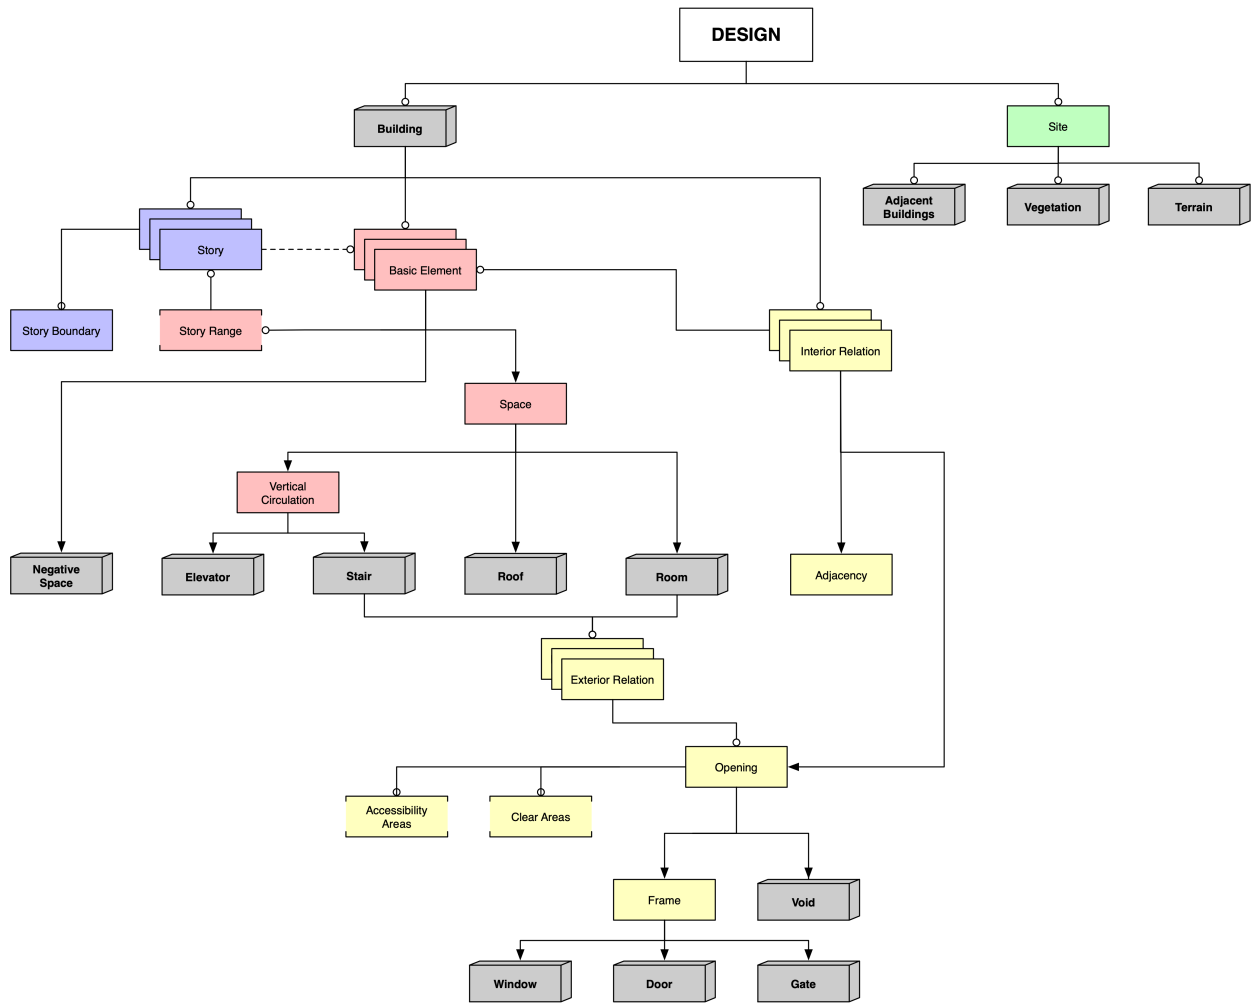 DESIGN
Building
Site
Adjacent
Buildings
Vegetation
Terrain
Story
Basic Element
Story Boundary
Story Range
Interior Relation
Space
Vertical
Circulation
Negative
Space
Elevator
Stair
Roof
Room
Adjacency
Exterior Relation
Opening
Accessibility
Areas
Clear Areas
Frame
Void
Window
Door
Gate